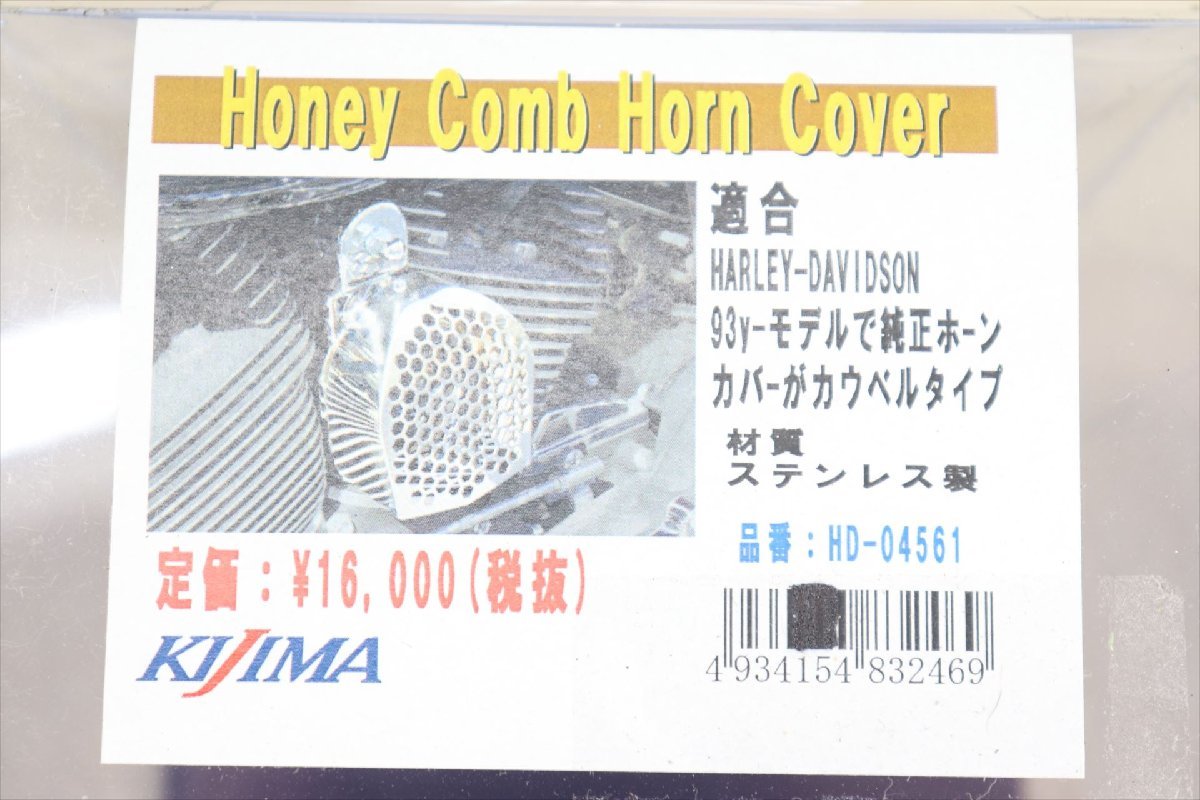 Honey Comb Horn Cover
適合
HARLEY-DAVIDSON
93y-モデルで純正ホーン
カバーがカウベルタイプ
材質
ステンレス製
品番：HD-04561
定価：¥16,000(税抜)
KIJIMA
4934154832469